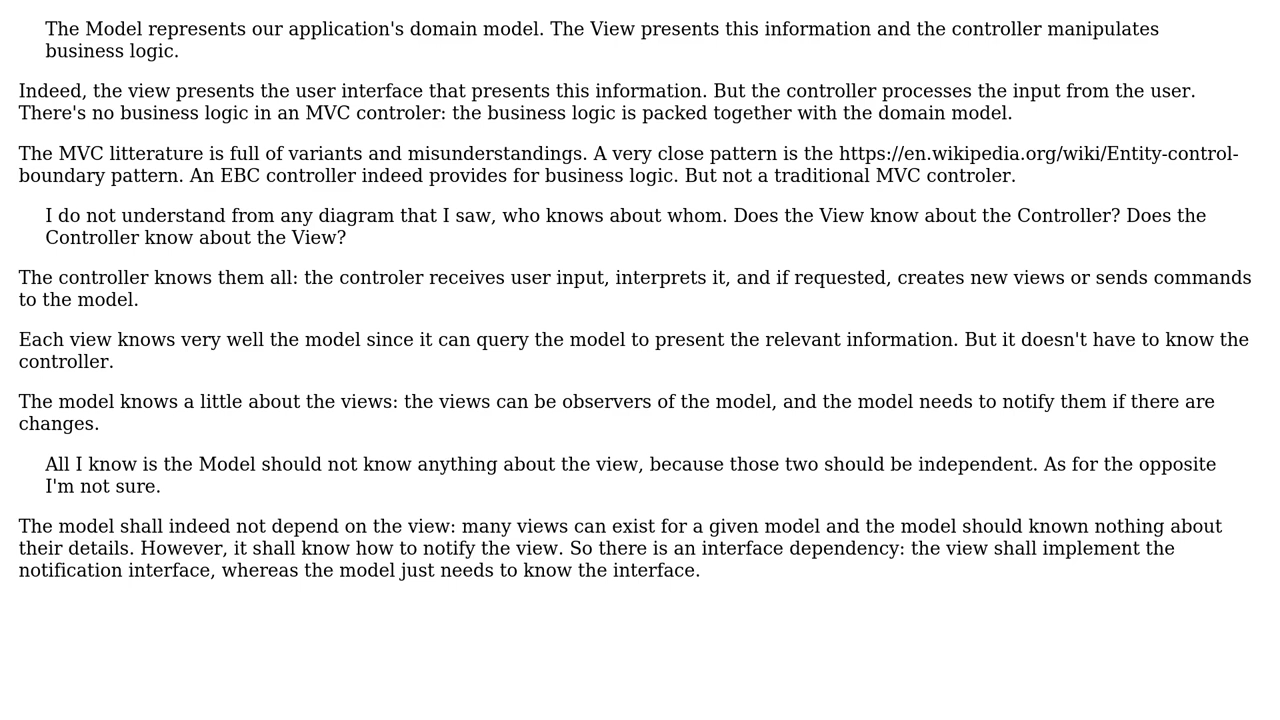 The Model represents our application's domain model. The View presents this information and the controller manipulates
business logic.
Indeed, the view presents the user interface that presents this information. But the controller processes the input from the user.
There's no business logic in an MVC controler: the business logic is packed together with the domain model.
The MVC litterature is full of variants and misunderstandings. A very close pattern is the https://en.wikipedia.org/wiki/Entity-control-
boundary pattern. An EBC controller indeed provides for business logic. But not a traditional MVC controler.
I do not understand from any diagram that I saw, who knows about whom. Does the View know about the Controller? Does the
Controller know about the View?
The controller knows them all: the controler receives user input, interprets it, and if requested, creates new views or sends commands
to the model.
Each view knows very well the model since it can query the model to present the relevant information. But it doesn't have to know the
controller.
The model knows a little about the views: the views can be observers of the model, and the model needs to notify them if there are
changes.
All I know is the Model should not know anything about the view, because those two should be independent. As for the opposite
I'm not sure.
The model shall indeed not depend on the view: many views can exist for a given model and the model should known nothing about
their details. However, it shall know how to notify the view. So there is an interface dependency: the view shall implement the
notification interface, whereas the model just needs to know the interface.